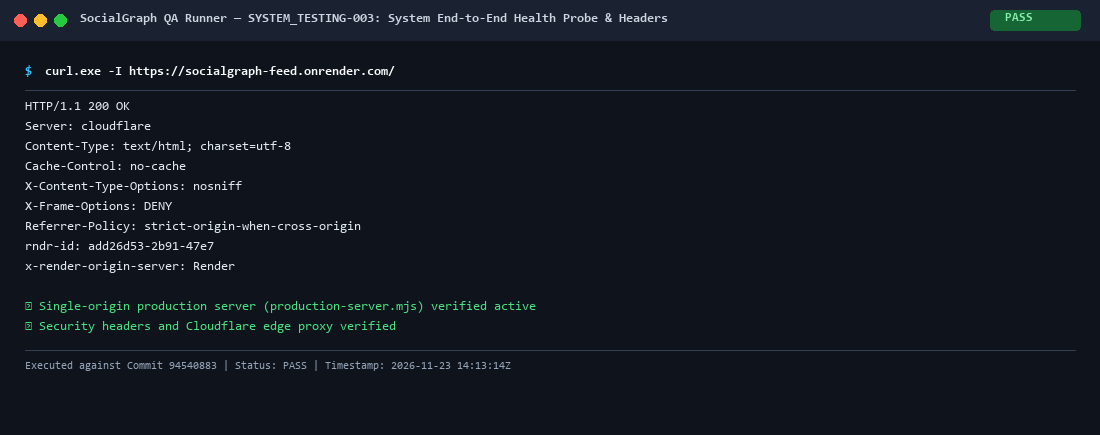 SocialGraph QA Runner — SYSTEM_TESTING-003: System End-to-End Health Probe & Headers
PASS
$ curl.exe -I https://socialgraph-feed.onrender.com/
HTTP/1.1 200 OK
Server: cloudflare
Content-Type: text/html; charset=utf-8
Cache-Control: no-cache
X-Content-Type-Options: nosniff
X-Frame-Options: DENY
Referrer-Policy: strict-origin-when-cross-origin
rndr-id: add26d53-2b91-47e7
x-render-origin-server: Render
Single-origin production server (production-server.mjs) verified active
Security headers and Cloudflare edge proxy verified
Executed against Commit 94540883 | Status: PASS | Timestamp: 2026-11-23 14:13:14Z